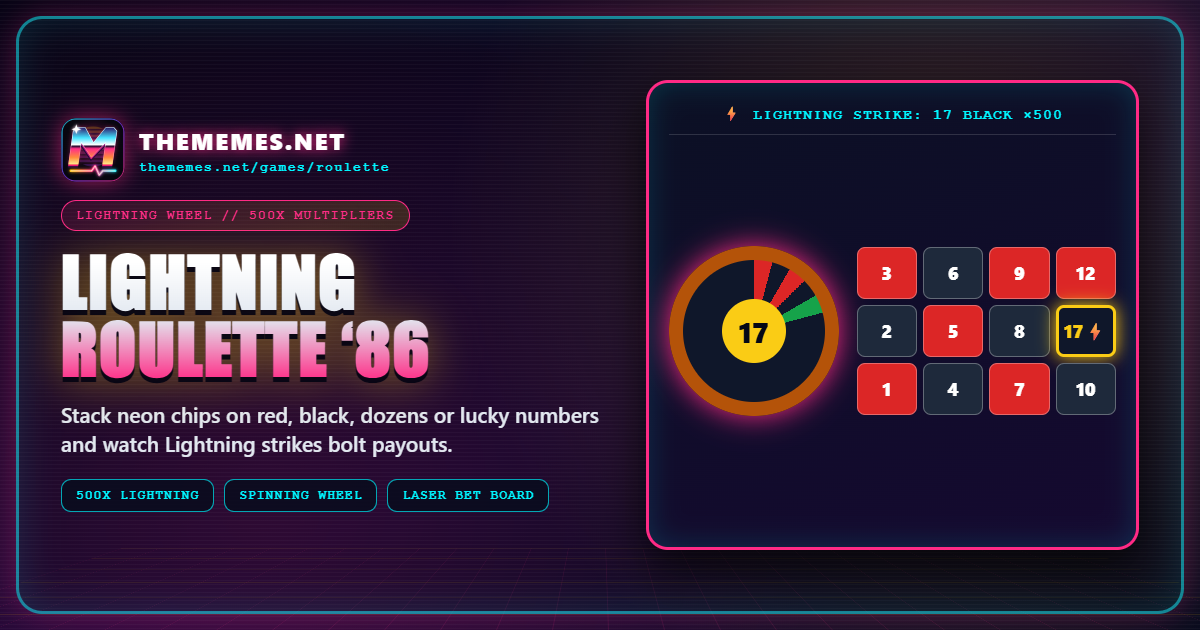 THEMEMES.NET
thememes.net/games/roulette
LIGHTNING WHEEL // 500X MULTIPLIERS
LIGHTNING
ROULETTE ‘86
Stack neon chips on red, black, dozens or lucky numbers
and watch Lightning strikes bolt payouts.
500X LIGHTNING SPINNING WHEEL LASER BET BOARD
⚡ LIGHTNING STRIKE: 17 BLACK ×500
17
3 6 9 12
2 5 8 17⚡
1 4 7 10